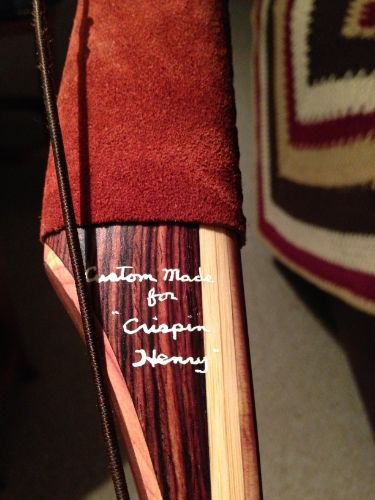 Custom Made
for
"Crispin
Henry"